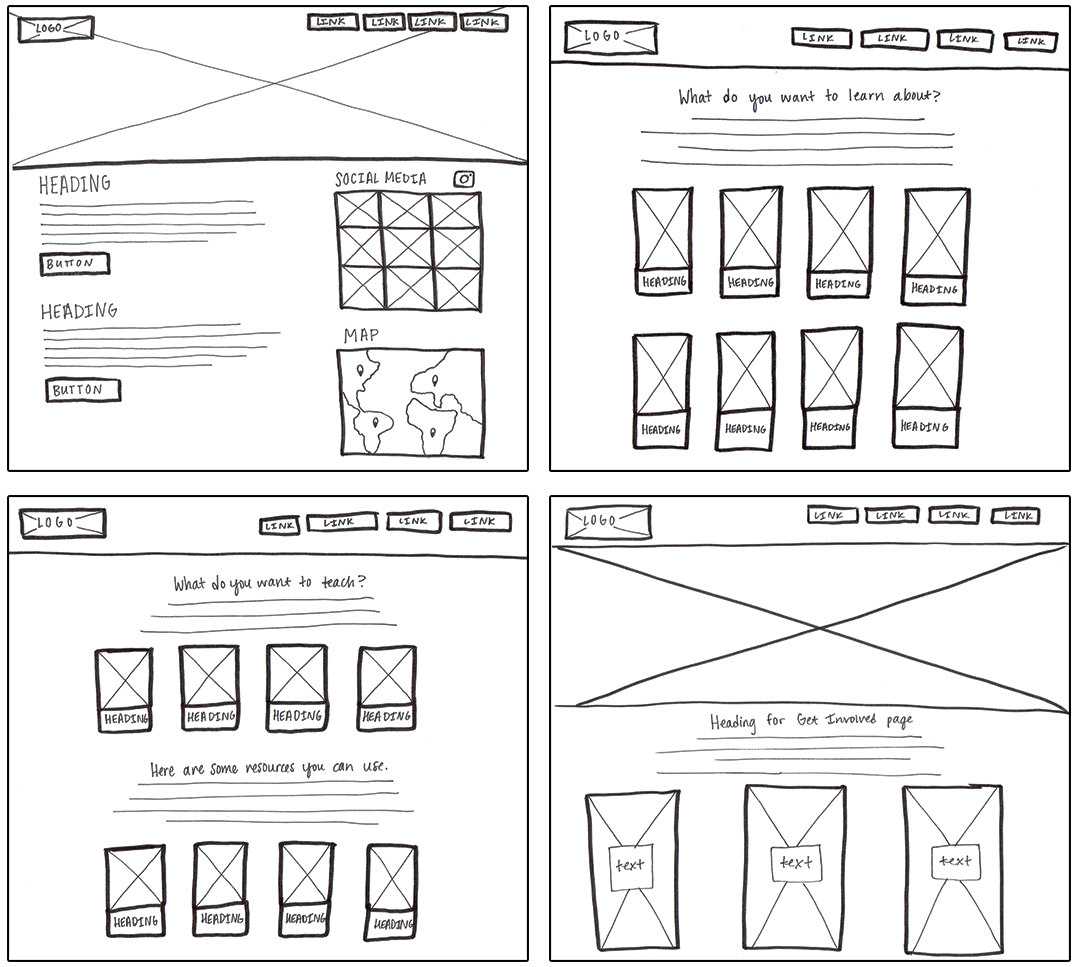 LOGO LINK LINK LINK LINK
HEADING
BUTTON
HEADING
BUTTON
SOCIAL MEDIA
MAP
LOGO LINK LINK LINK LINK
What do you want to learn about?
HEADING HEADING HEADING HEADING
HEADING HEADING HEADING HEADING
LOGO LINK LINK LINK LINK
What do you want to teach?
HEADING HEADING HEADING HEADING
Here are some resources you can use.
HEADING HEADING HEADING HEADING
LOGO LINK LINK LINK LINK
Heading for Get Involved page
text text text